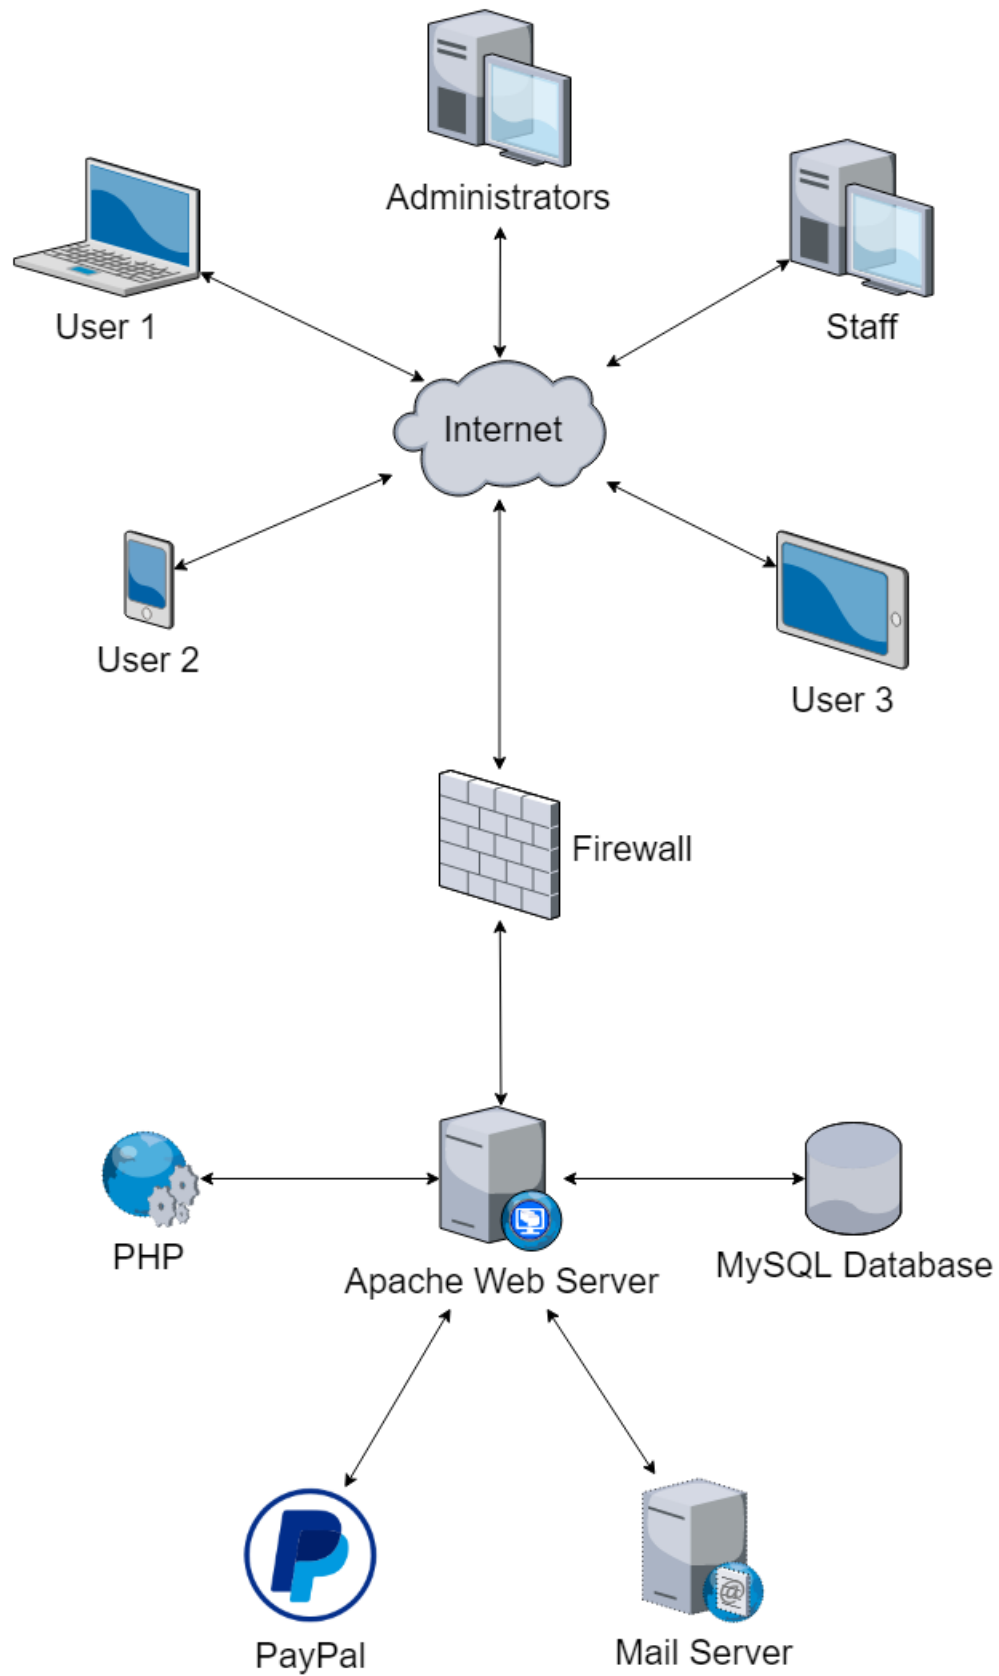 Administrators
User 1
Staff
Internet
User 2
User 3
Firewall
PHP
Apache Web Server
MySQL Database
PayPal
Mail Server